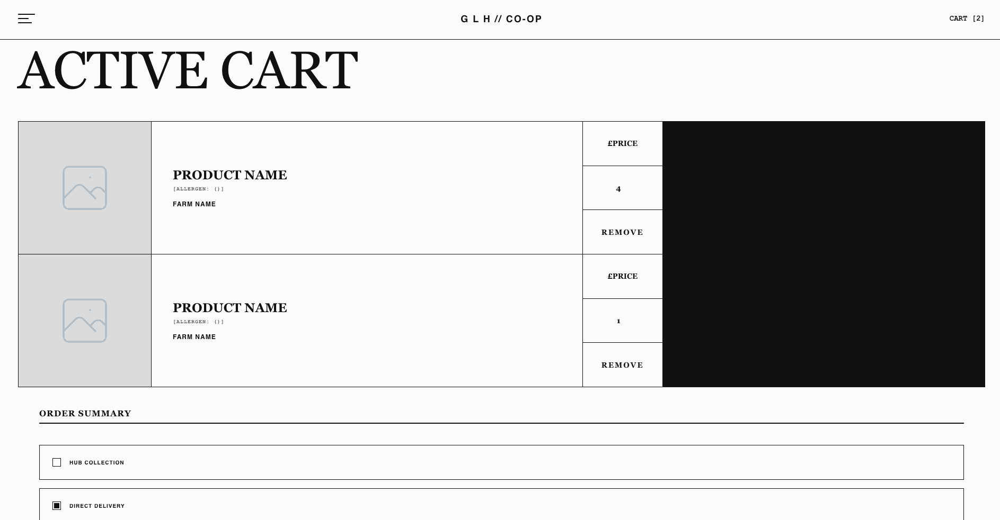 G L H // CO-OP
CART [2]
ACTIVE CART
£PRICE
PRODUCT NAME
[ALLERGEN: ()]
4
FARM NAME
REMOVE
£PRICE
PRODUCT NAME
[ALLERGEN: ()]
1
FARM NAME
REMOVE
ORDER SUMMARY
HUB COLLECTION
DIRECT DELIVERY